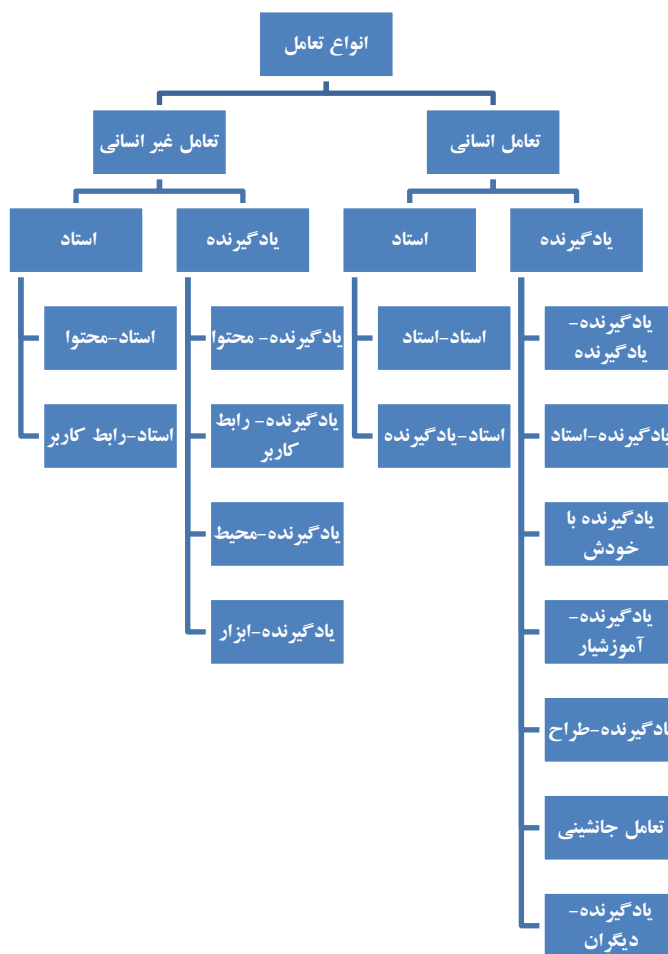 انواع تعامل
تعامل انسانی
تعامل غیر انسانی
یادگیرنده
استاد
یادگیرنده
استاد
یادگیرنده-
یادگیرنده
استاد-استاد
یادگیرنده- محتوا
استاد-محتوا
یادگیرنده-استاد
استاد-یادگیرنده
یادگیرنده- رابط
کاربر
استاد-رابط کاربر
یادگیرنده با
خودش
یادگیرنده-محیط
یادگیرنده-
آموزشیار
یادگیرنده-ابزار
یادگیرنده-طراح
تعامل جانشینی
یادگیرنده-
دیگران